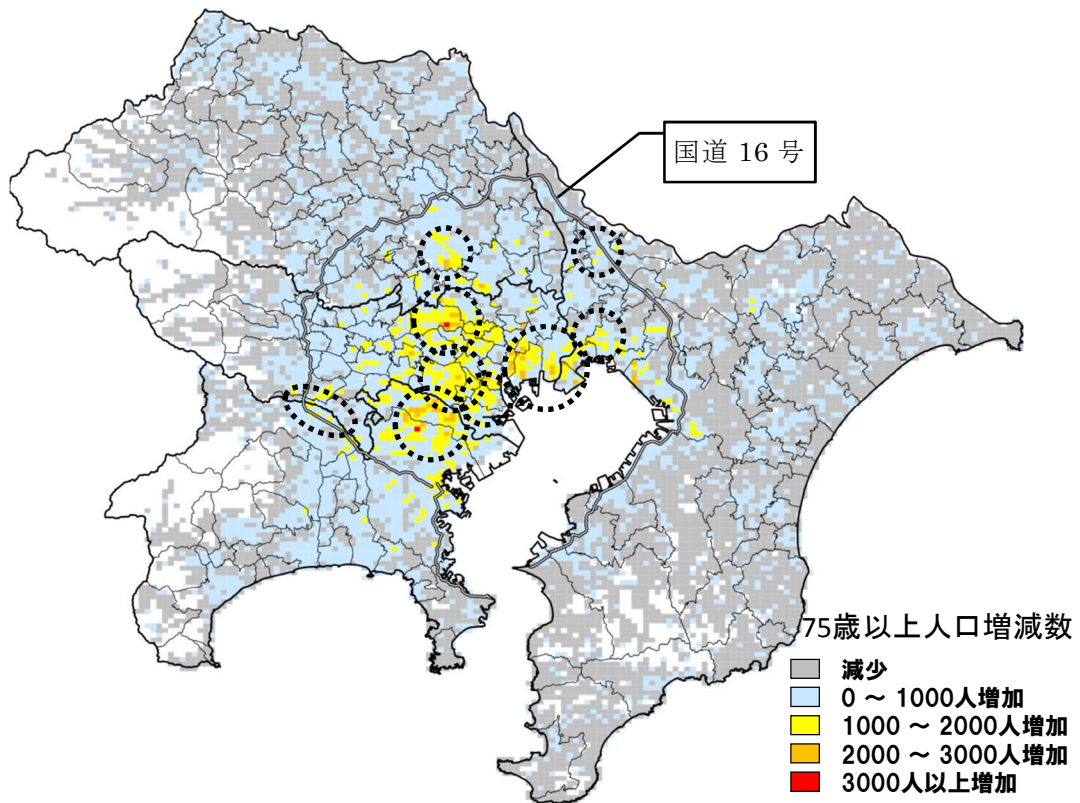 国道 16 号
75歳以上人口増減数
減少
0 ～ 1000人増加
1000 ～ 2000人増加
2000 ～ 3000人増加
3000人以上増加